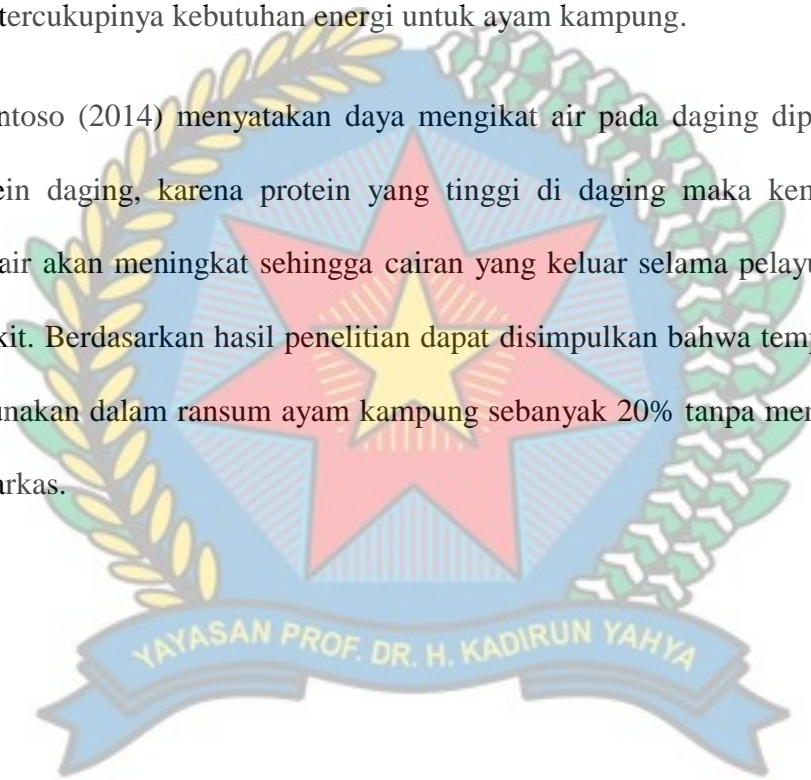 tercukupinya kebutuhan energi untuk ayam kampung.
ntoso (2014) menyatakan daya mengikat air pada daging dip
ein daging, karena protein yang tinggi di daging maka ken
air akan meningkat sehingga cairan yang keluar selama pelayu
kit. Berdasarkan hasil penelitian dapat disimpulkan bahwa temp
unakan dalam ransum ayam kampung sebanyak 20% tanpa men
arkas.
YAYASAN PROF. DR. H. KADIRUN YAHYA